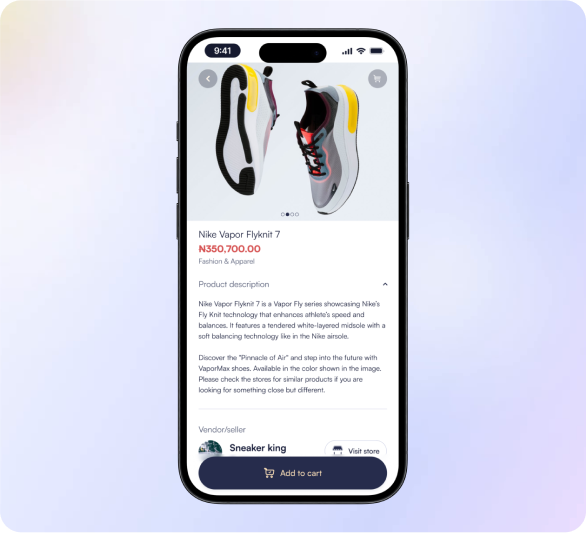 9:41
Nike Vapor Flyknit 7
N350,700.00
Fashion & Apparel
Product description
Nike Vapor Flyknit 7 is a Vapor Fly series showcasing Nike's
Fly Knit technology that enhances athlete's speed and
balances. It features a tendered white-layered midsole with a
soft balancing technology like in the Nike airsole.
Discover the "Pinnacle of Air" and step into the future with
VaporMax shoes. Available in the color shown in the image.
Please check the stores for similar products if you are
looking for something close but different.
Vendor/seller
Sneaker king
Visit store
Add to cart